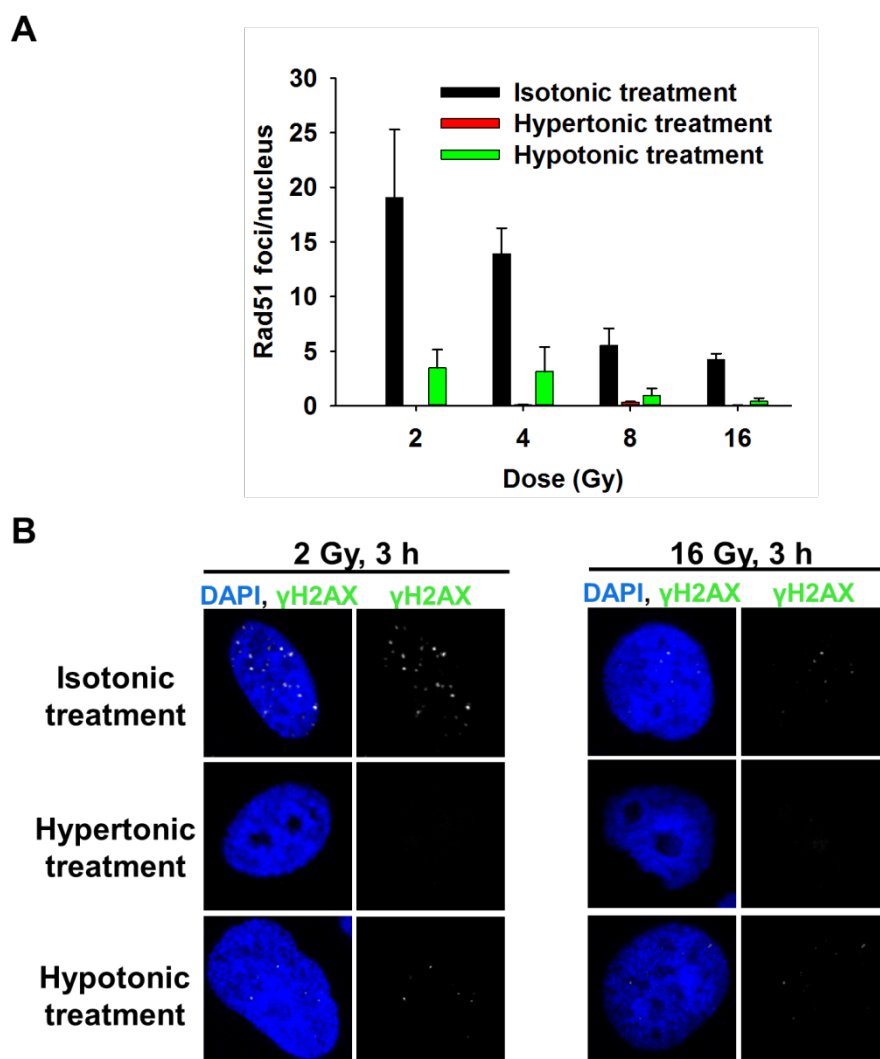 A
Rad51 foci/nucleus
30
25
20
15
10
5
0
Isotonic treatment
Hypertonic treatment
Hypotonic treatment
2 4 8 16
Dose (Gy)
B
2 Gy, 3 h 16 Gy, 3 h
DAPI, γH2AX γH2AX DAPI, γH2AX γH2AX
Isotonic
treatment
Hypertonic
treatment
Hypotonic
treatment